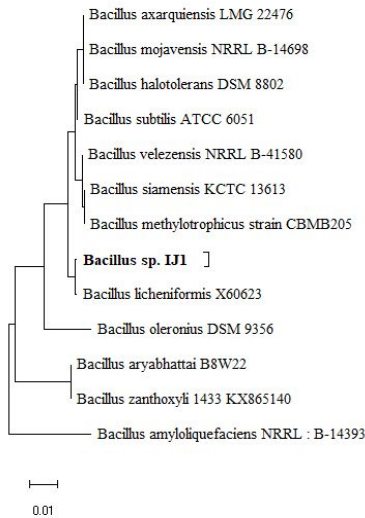 Bacillus axarquiensis LMG 22476
Bacillus mojavensis NRRL B-14698
Bacillus halotolerans DSM 8802
Bacillus subtilis ATCC 6051
Bacillus velezensis NRRL B-41580
Bacillus siamensis KCTC 13613
Bacillus methylotrophicus strain CBMB205
Bacillus sp. IJ1
Bacillus licheniformis X60623
Bacillus oleronius DSM 9356
Bacillus aryabhattai B8W22
Bacillus zanthoxyli 1433 KX865140
Bacillus amyloliquefaciens NRRL : B-14393
0.01